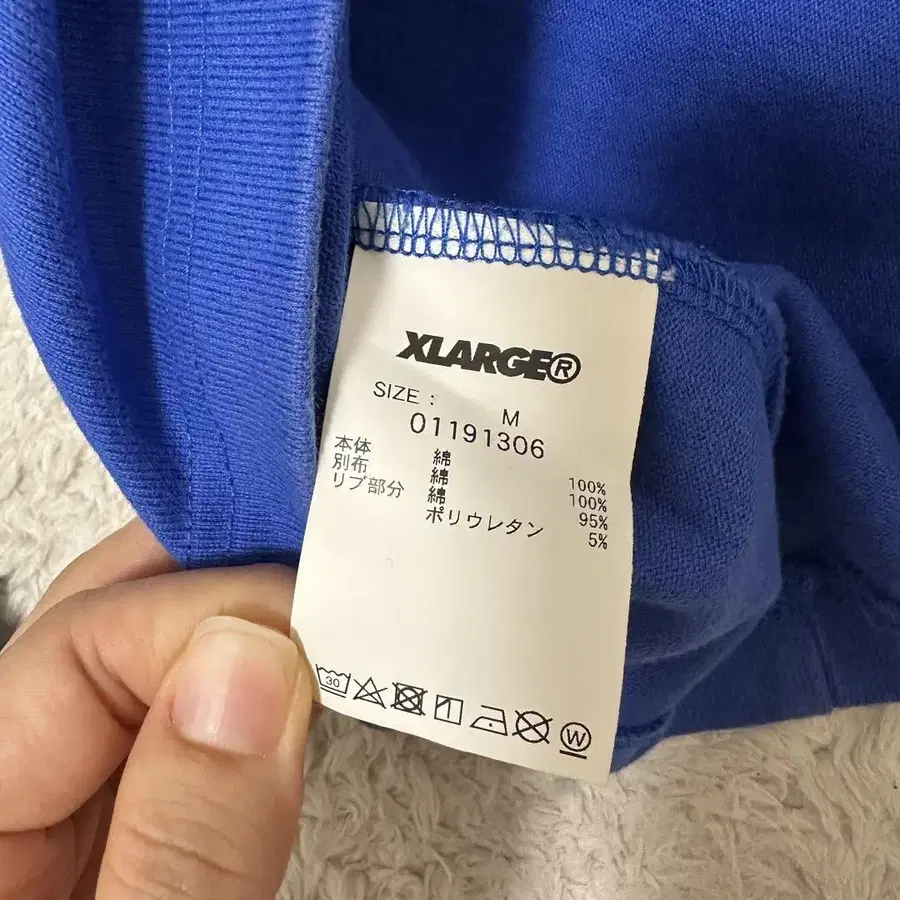 XLARGE®
SIZE : M
01191306
本体 綿 100%
別布 綿 100%
リブ部分 綿 95%
ポリウレタン 5%
30
W